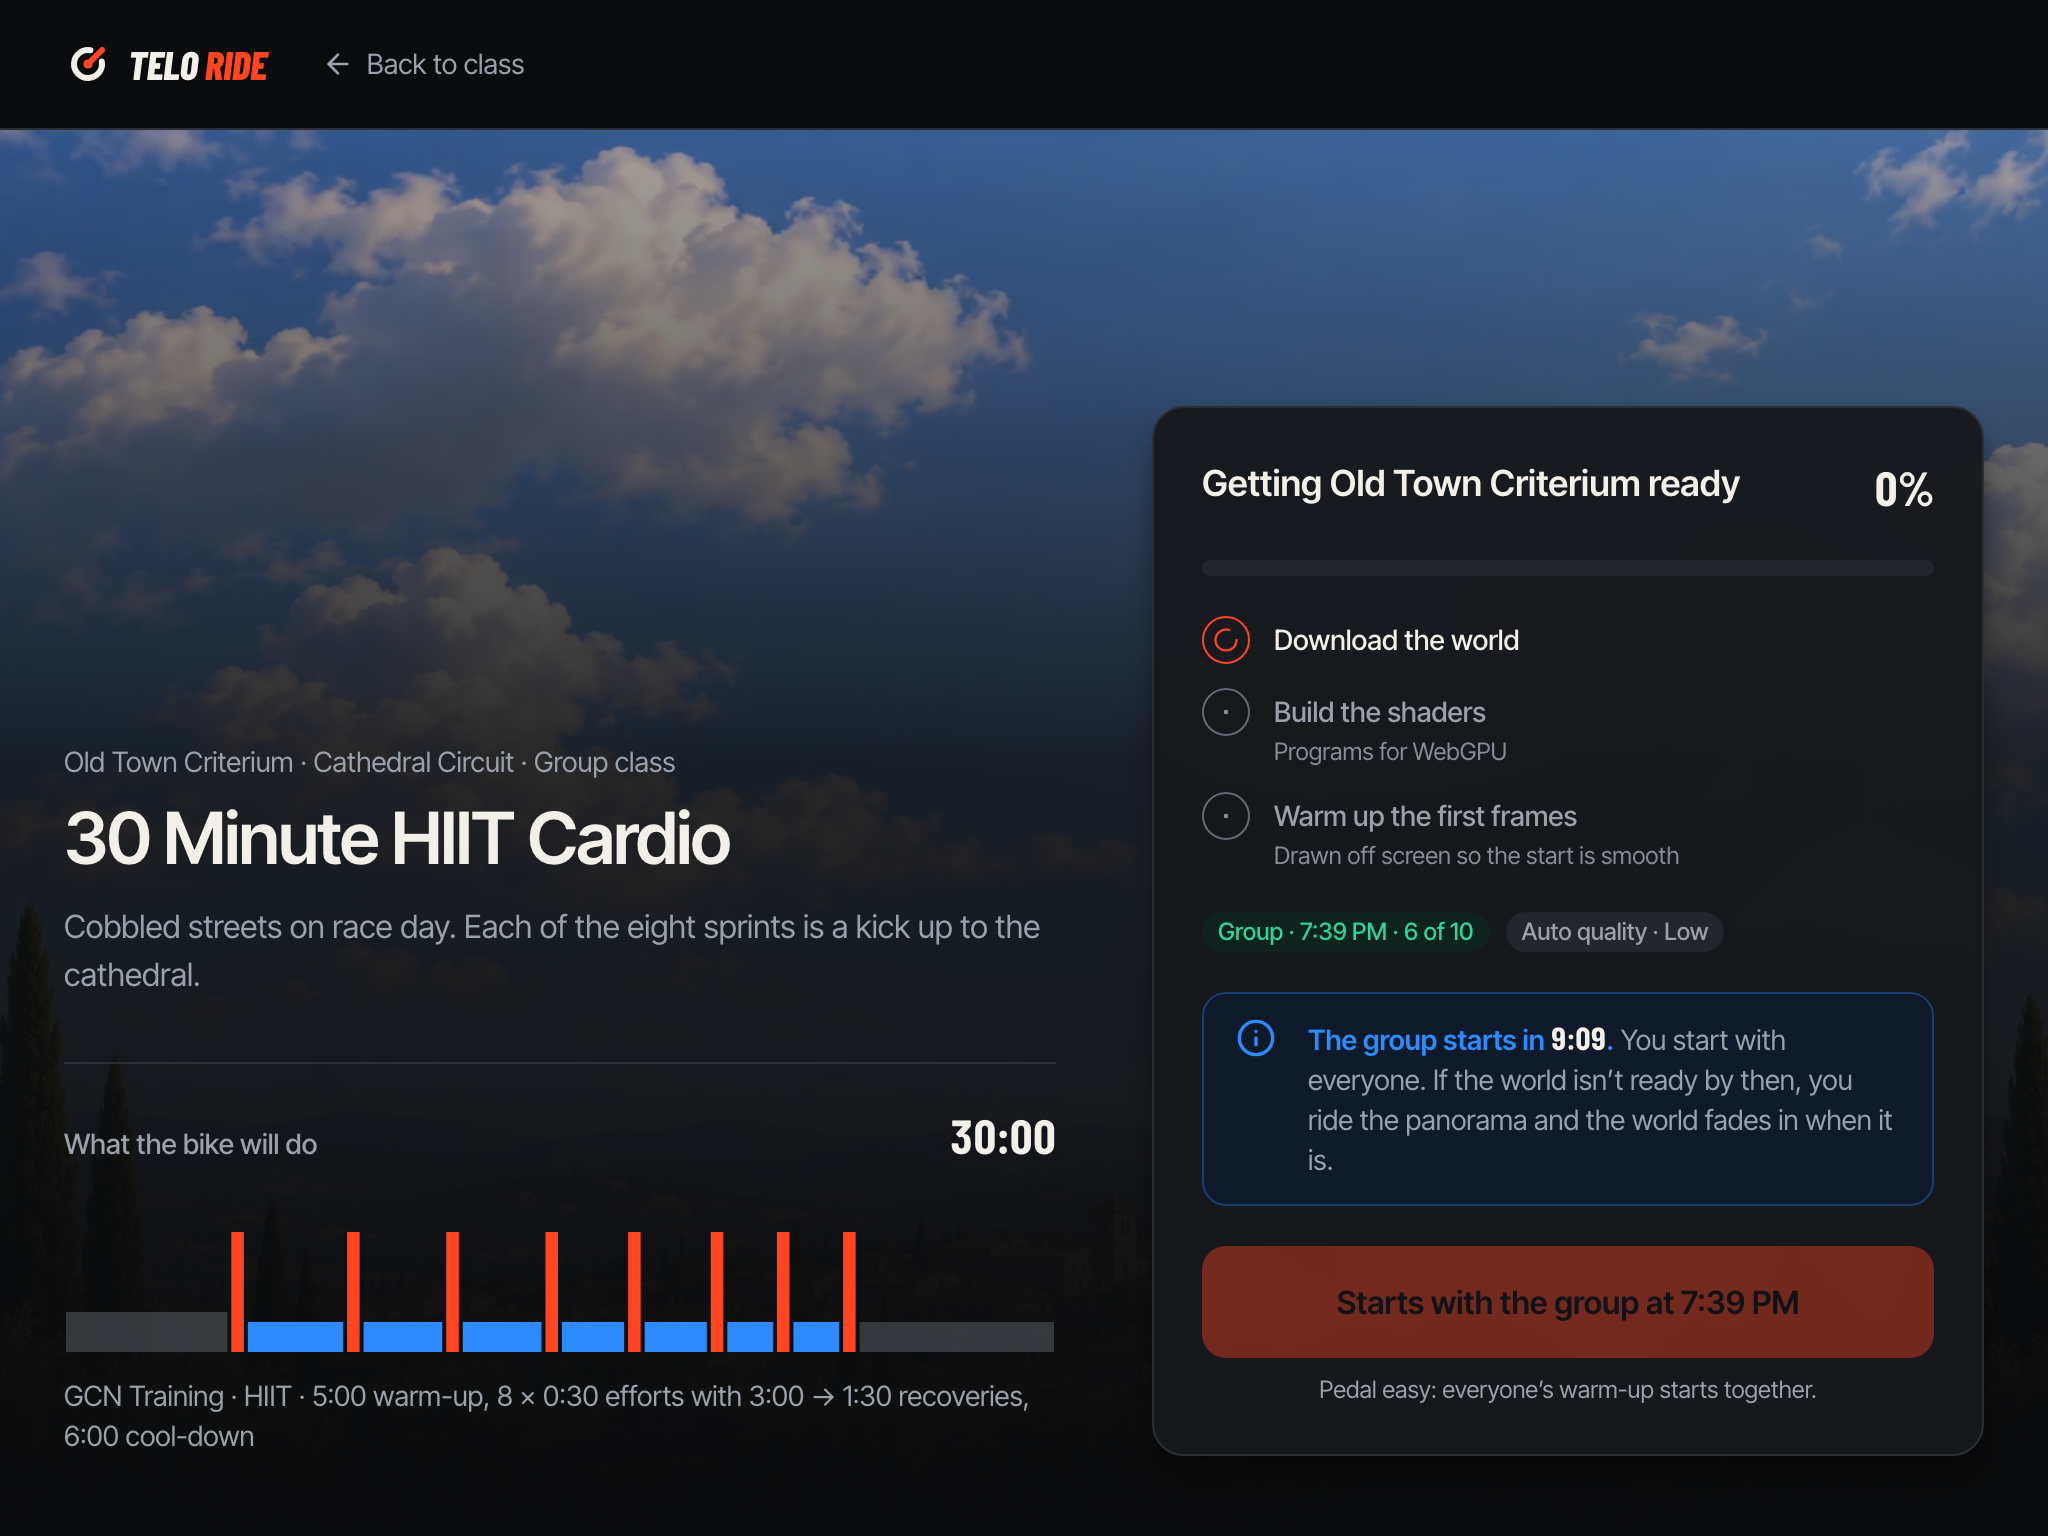 TELO RIDE
← Back to class
Old Town Criterium · Cathedral Circuit · Group class
30 Minute HIIT Cardio
Cobbled streets on race day. Each of the eight sprints is a kick up to the
cathedral.
What the bike will do
30:00
GCN Training · HIIT · 5:00 warm-up, 8 × 0:30 efforts with 3:00 → 1:30 recoveries,
6:00 cool-down
Getting Old Town Criterium ready
0%
Download the world
Build the shaders
Programs for WebGPU
Warm up the first frames
Drawn off screen so the start is smooth
Group · 7:39 PM · 6 of 10
Auto quality · Low
The group starts in 9:09. You start with
everyone. If the world isn’t ready by then, you
ride the panorama and the world fades in when it
is.
Starts with the group at 7:39 PM
Pedal easy: everyone’s warm-up starts together.